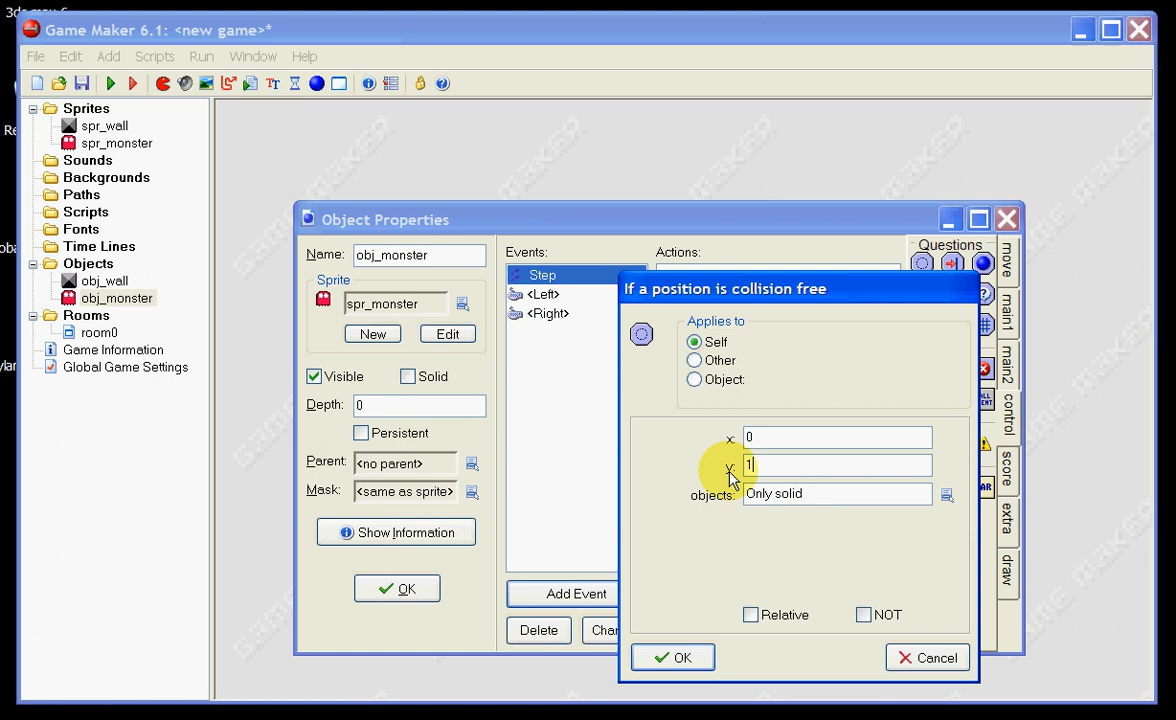 3ds max 6.1
Game Maker 6.1: <new game>*
File Edit Add Scripts Run Window Help
Sprites
spr_wall
spr_monster
Sounds
Backgrounds
Paths
Scripts
Fonts
Time Lines
Objects
obj_wall
obj_monster
Rooms
room0
Game Information
Global Game Settings
Object Properties
Name: obj_monster
Sprite
spr_monster
New Edit
Visible Solid
Depth: 0
Persistent
Parent: <no parent>
Mask: <same as sprite>
Show Information
OK
Events:
Step
<Left>
<Right>
Add Event
Delete
Actions:
Questions
move
main1
main2
control
score
extra
draw
If a position is collision free
Applies to
Self
Other
Object:
x: 0
y: 1
objects: Only solid
Relative NOT
OK Cancel